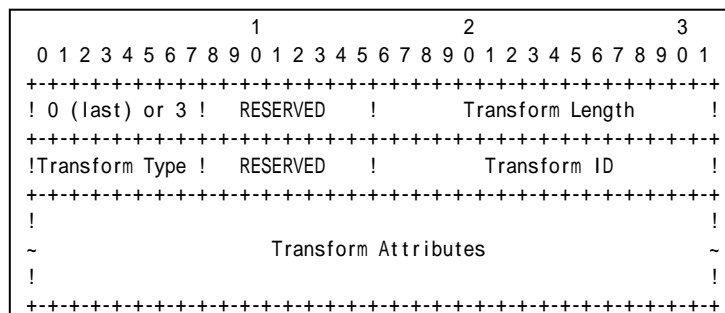 1                   2                   3
 0 1 2 3 4 5 6 7 8 9 0 1 2 3 4 5 6 7 8 9 0 1 2 3 4 5 6 7 8 9 0 1
+-+-+-+-+-+-+-+-+-+-+-+-+-+-+-+-+-+-+-+-+-+-+-+-+-+-+-+-+-+-+-+-+
! 0 (last) or 3 !   RESERVED    !        Transform Length       !
+-+-+-+-+-+-+-+-+-+-+-+-+-+-+-+-+-+-+-+-+-+-+-+-+-+-+-+-+-+-+-+-+
!Transform Type !   RESERVED    !          Transform ID         !
+-+-+-+-+-+-+-+-+-+-+-+-+-+-+-+-+-+-+-+-+-+-+-+-+-+-+-+-+-+-+-+-+
!                                                               !
~                      Transform Attributes                     ~
!                                                               !
+-+-+-+-+-+-+-+-+-+-+-+-+-+-+-+-+-+-+-+-+-+-+-+-+-+-+-+-+-+-+-+-+